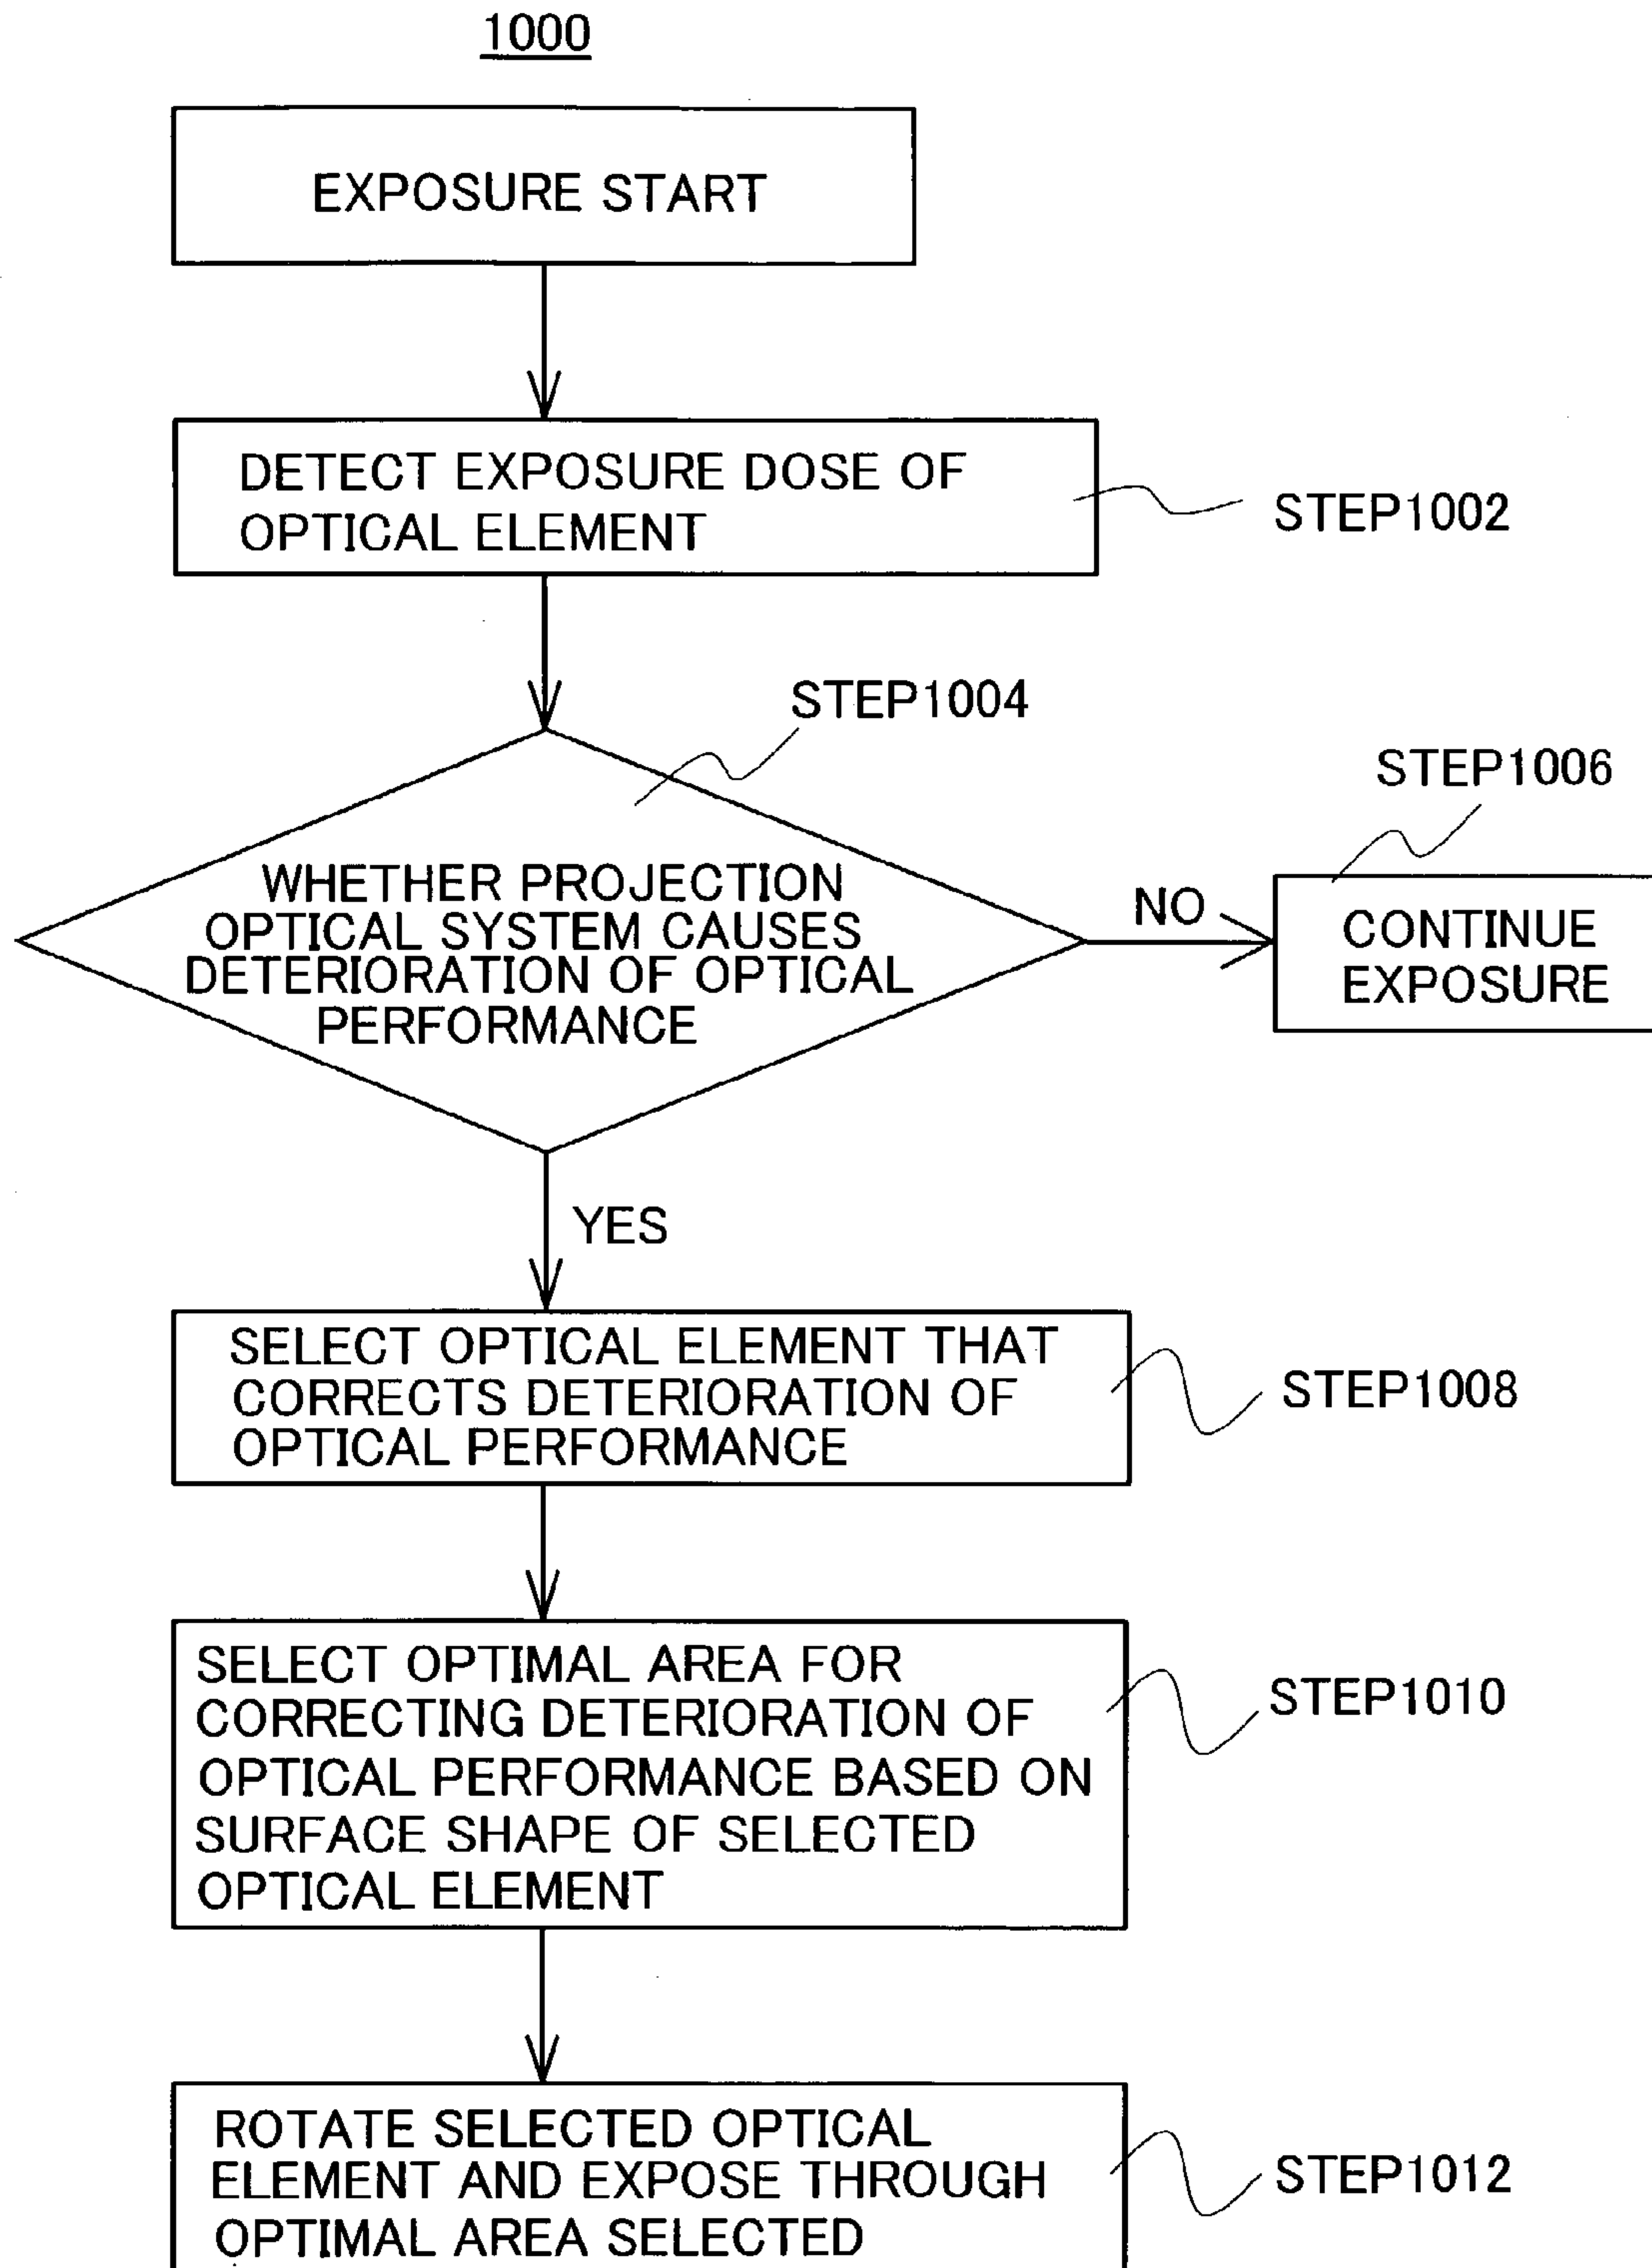 1000
EXPOSURE START
DETECT EXPOSURE DOSE OF
OPTICAL ELEMENT
STEP1002
STEP1004
WHETHER PROJECTION
OPTICAL SYSTEM CAUSES
DETERIORATION OF OPTICAL
PERFORMANCE
NO
STEP1006
CONTINUE
EXPOSURE
YES
SELECT OPTICAL ELEMENT THAT
CORRECTS DETERIORATION OF
OPTICAL PERFORMANCE
STEP1008
SELECT OPTIMAL AREA FOR
CORRECTING DETERIORATION OF
OPTICAL PERFORMANCE BASED ON
SURFACE SHAPE OF SELECTED
OPTICAL ELEMENT
STEP1010
ROTATE SELECTED OPTICAL
ELEMENT AND EXPOSE THROUGH
OPTIMAL AREA SELECTED
STEP1012